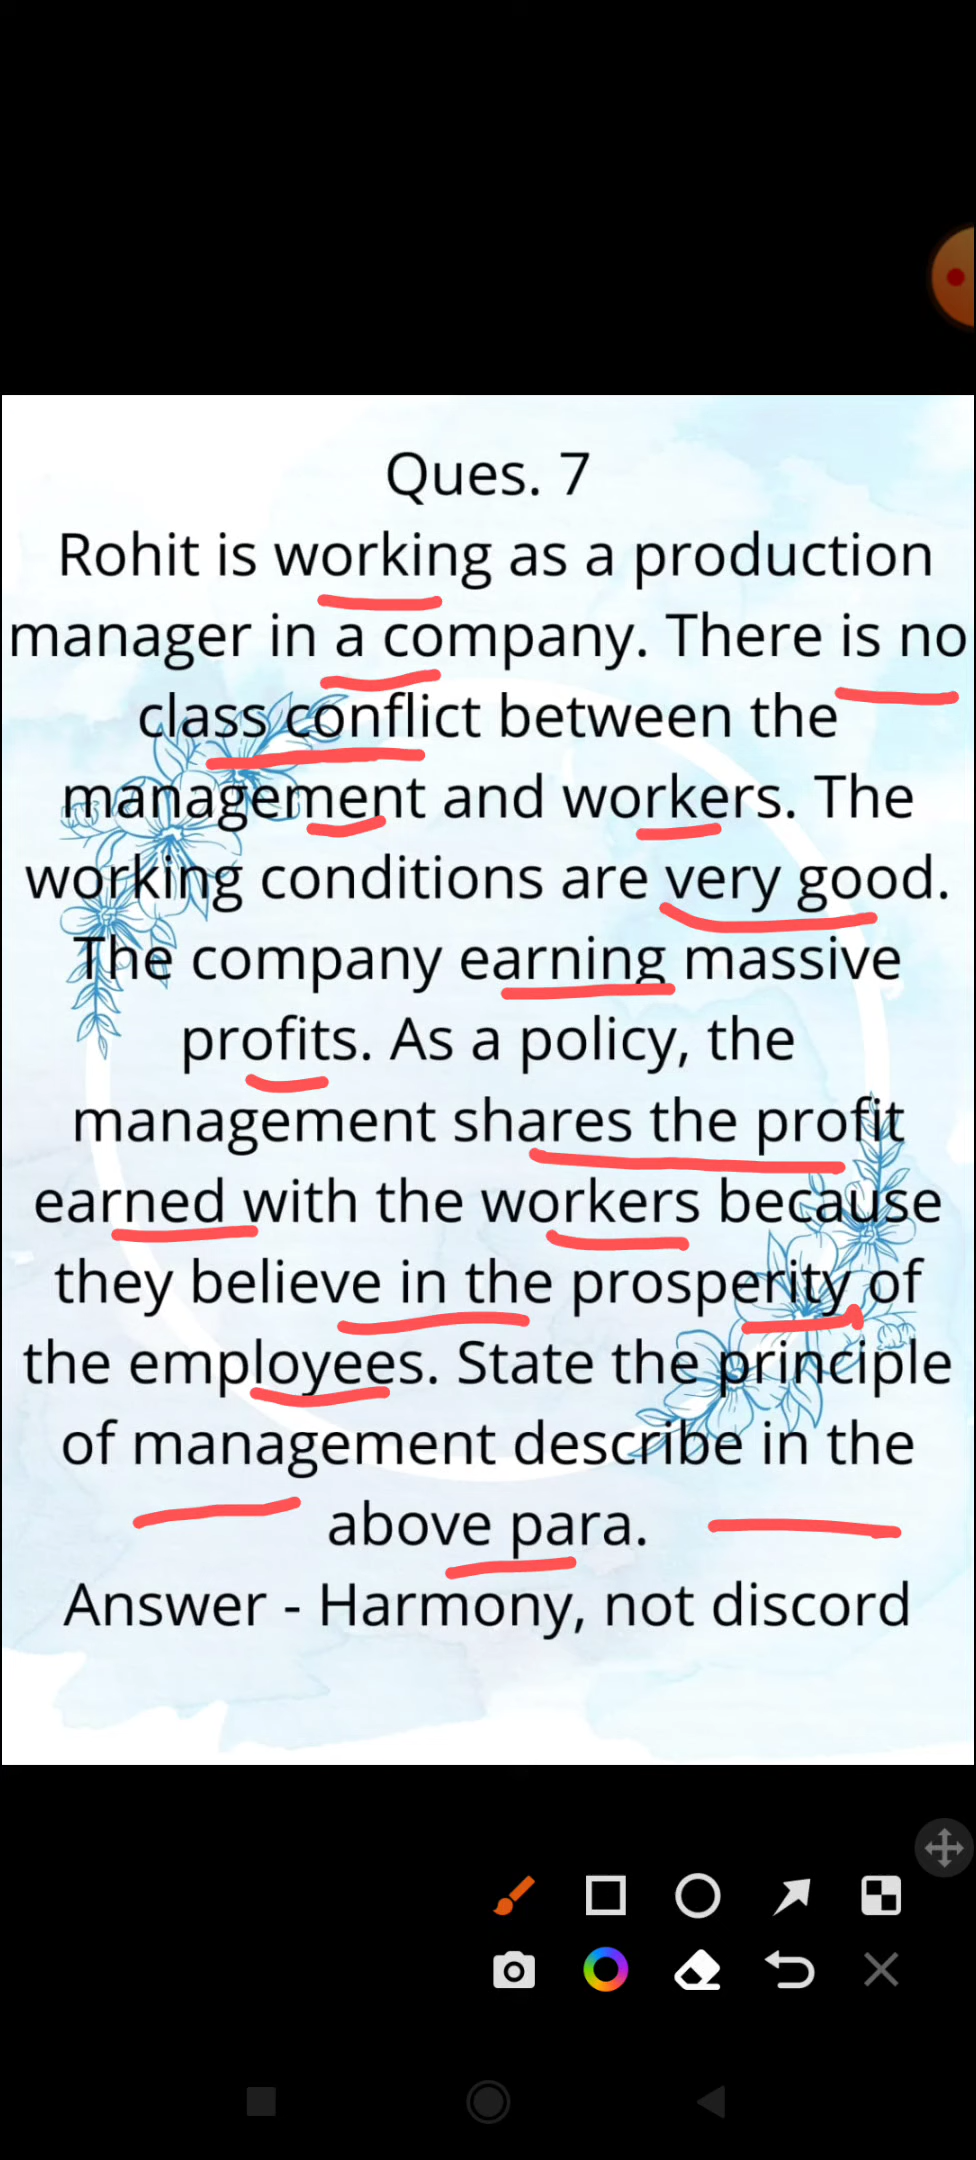 Ques. 7
Rohit is working as a production
manager in a company. There is no
class conflict between the
management and workers. The
working conditions are very good.
The company earning massive
profits. As a policy, the
management shares the profit
earned with the workers because
they believe in the prosperity of
the employees. State the principle
of management describe in the
above para.
Answer - Harmony, not discord